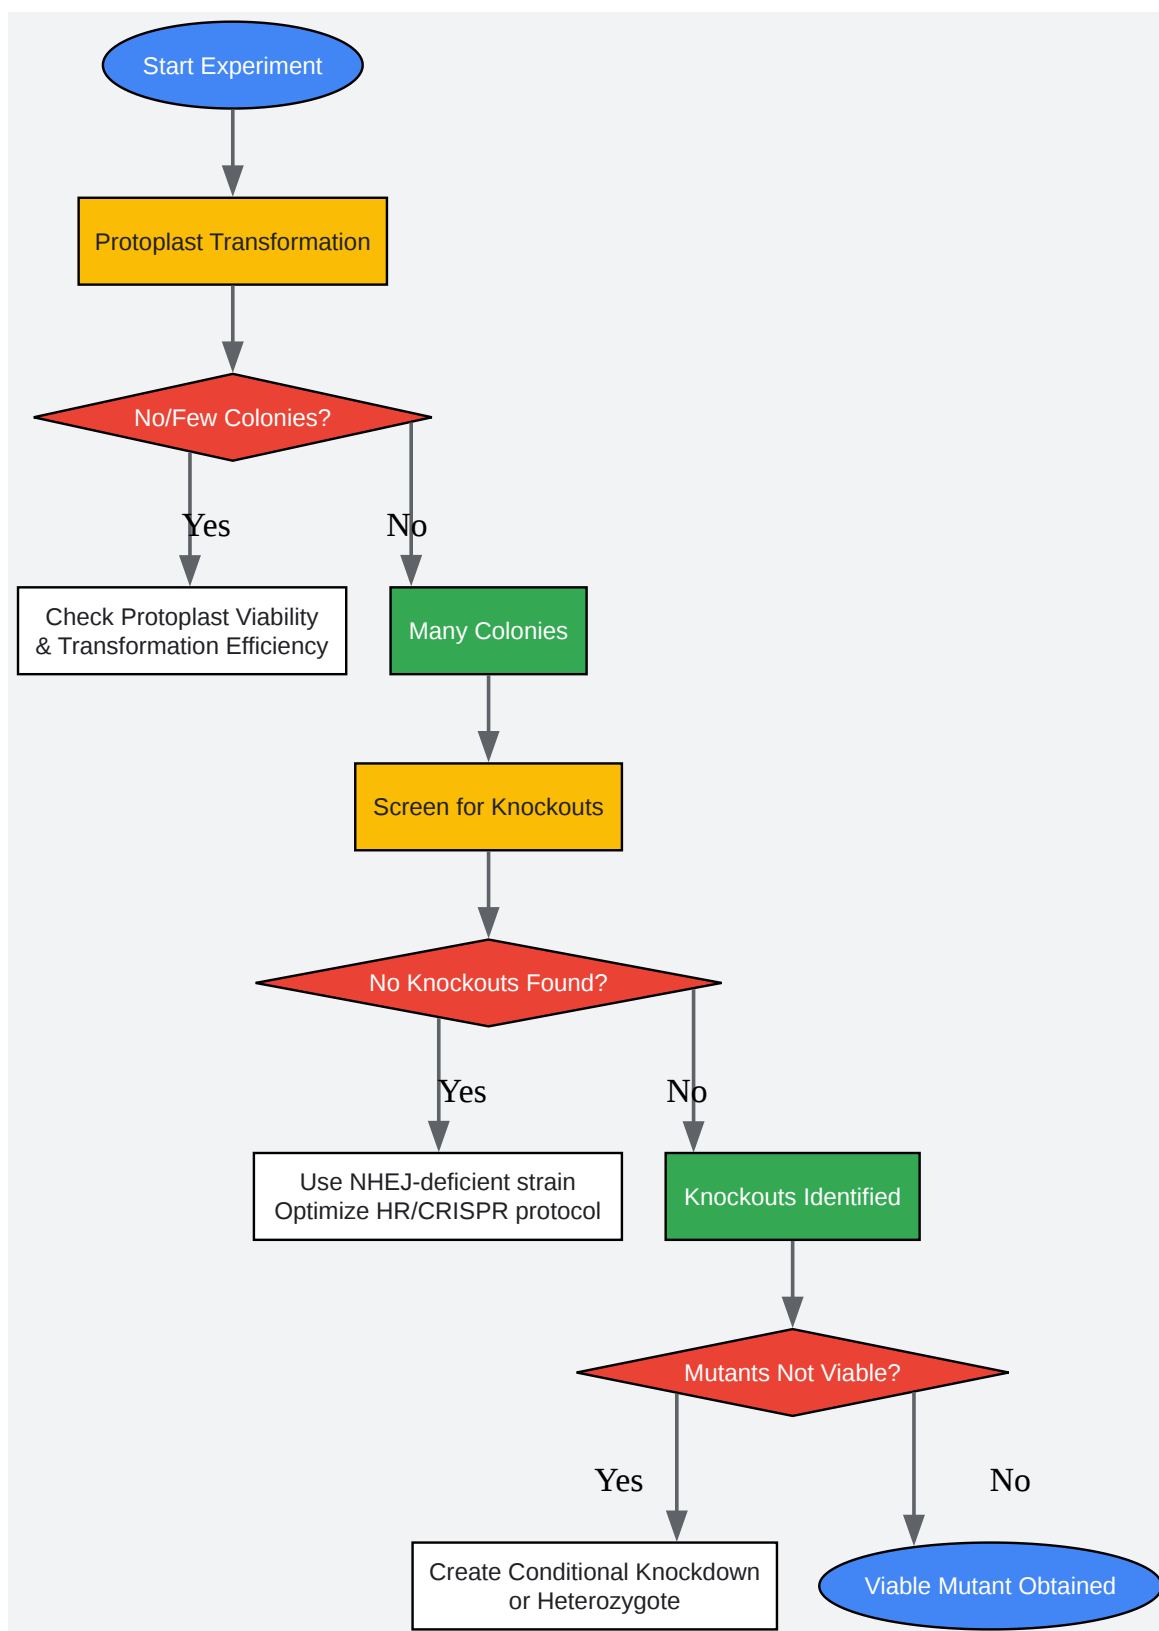 Start Experiment
Protoplast Transformation
No/Few Colonies?
Yes
No
Check Protoplast Viability
& Transformation Efficiency
Many Colonies
Screen for Knockouts
No Knockouts Found?
Yes
No
Use NHEJ-deficient strain
Optimize HR/CRISPR protocol
Knockouts Identified
Mutants Not Viable?
Yes
No
Create Conditional Knockdown
or Heterozygote
Viable Mutant Obtained